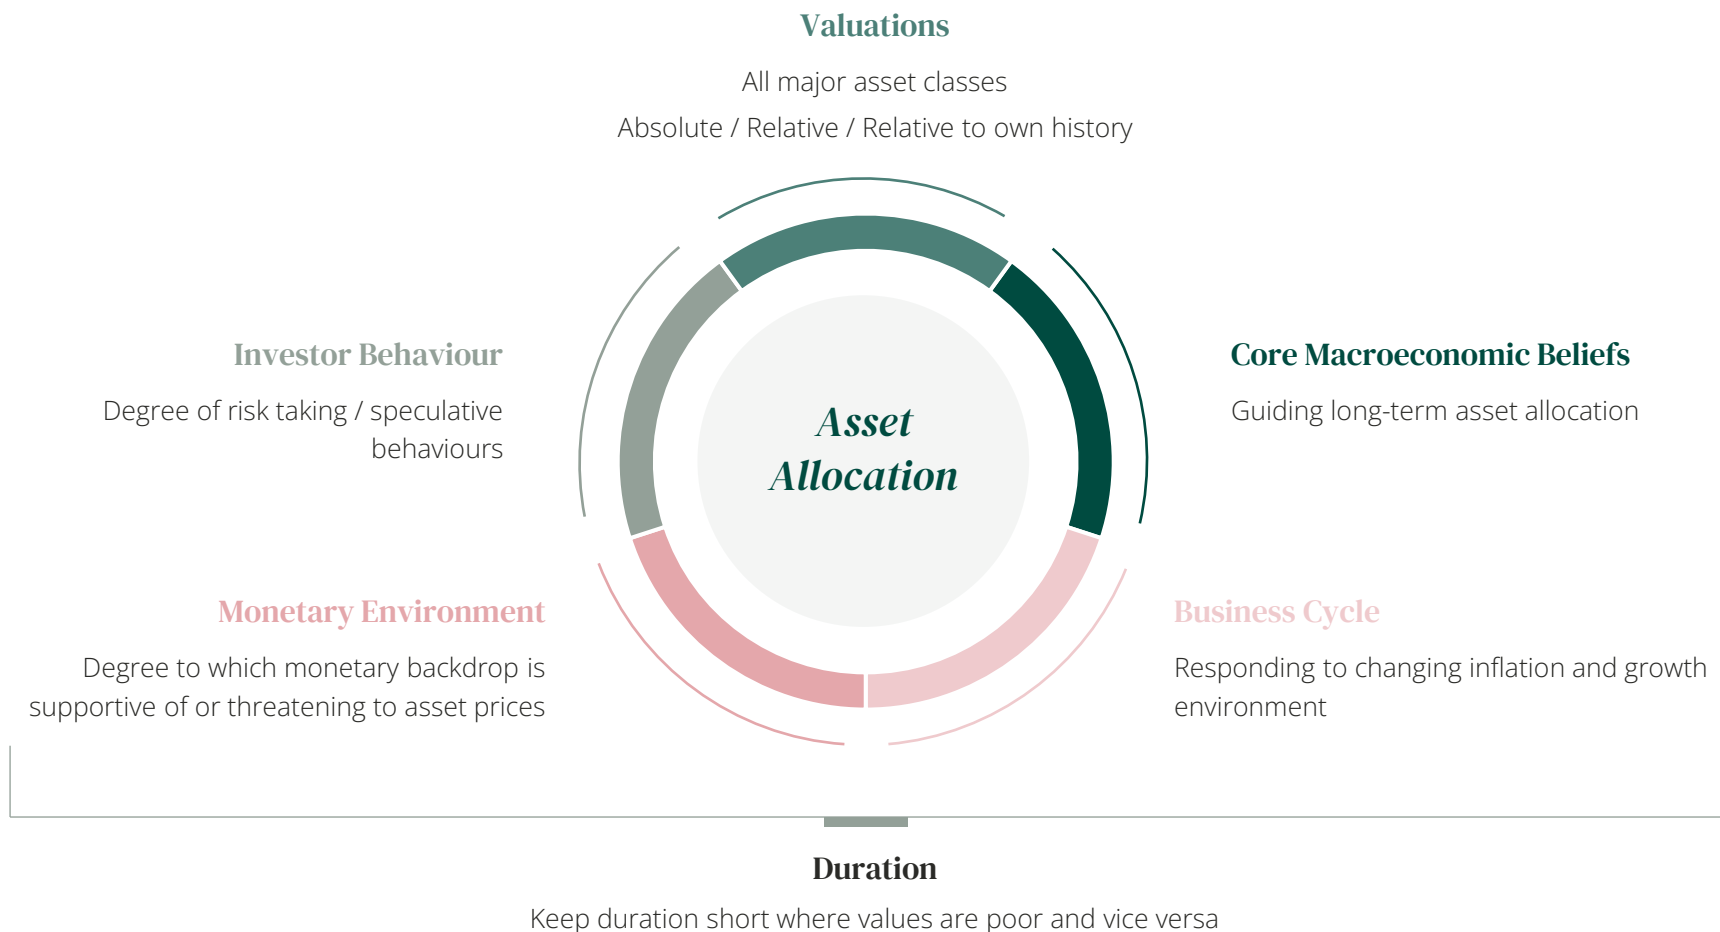 Valuations
All major asset classes
Absolute / Relative / Relative to own history
Investor Behaviour
Degree of risk taking / speculative
behaviours
Asset
Allocation
Core Macroeconomic Beliefs
Guiding long-term asset allocation
Monetary Environment
Degree to which monetary backdrop is
supportive of or threatening to asset prices
Business Cycle
Responding to changing inflation and growth
environment
Duration
Keep duration short where values are poor and vice versa